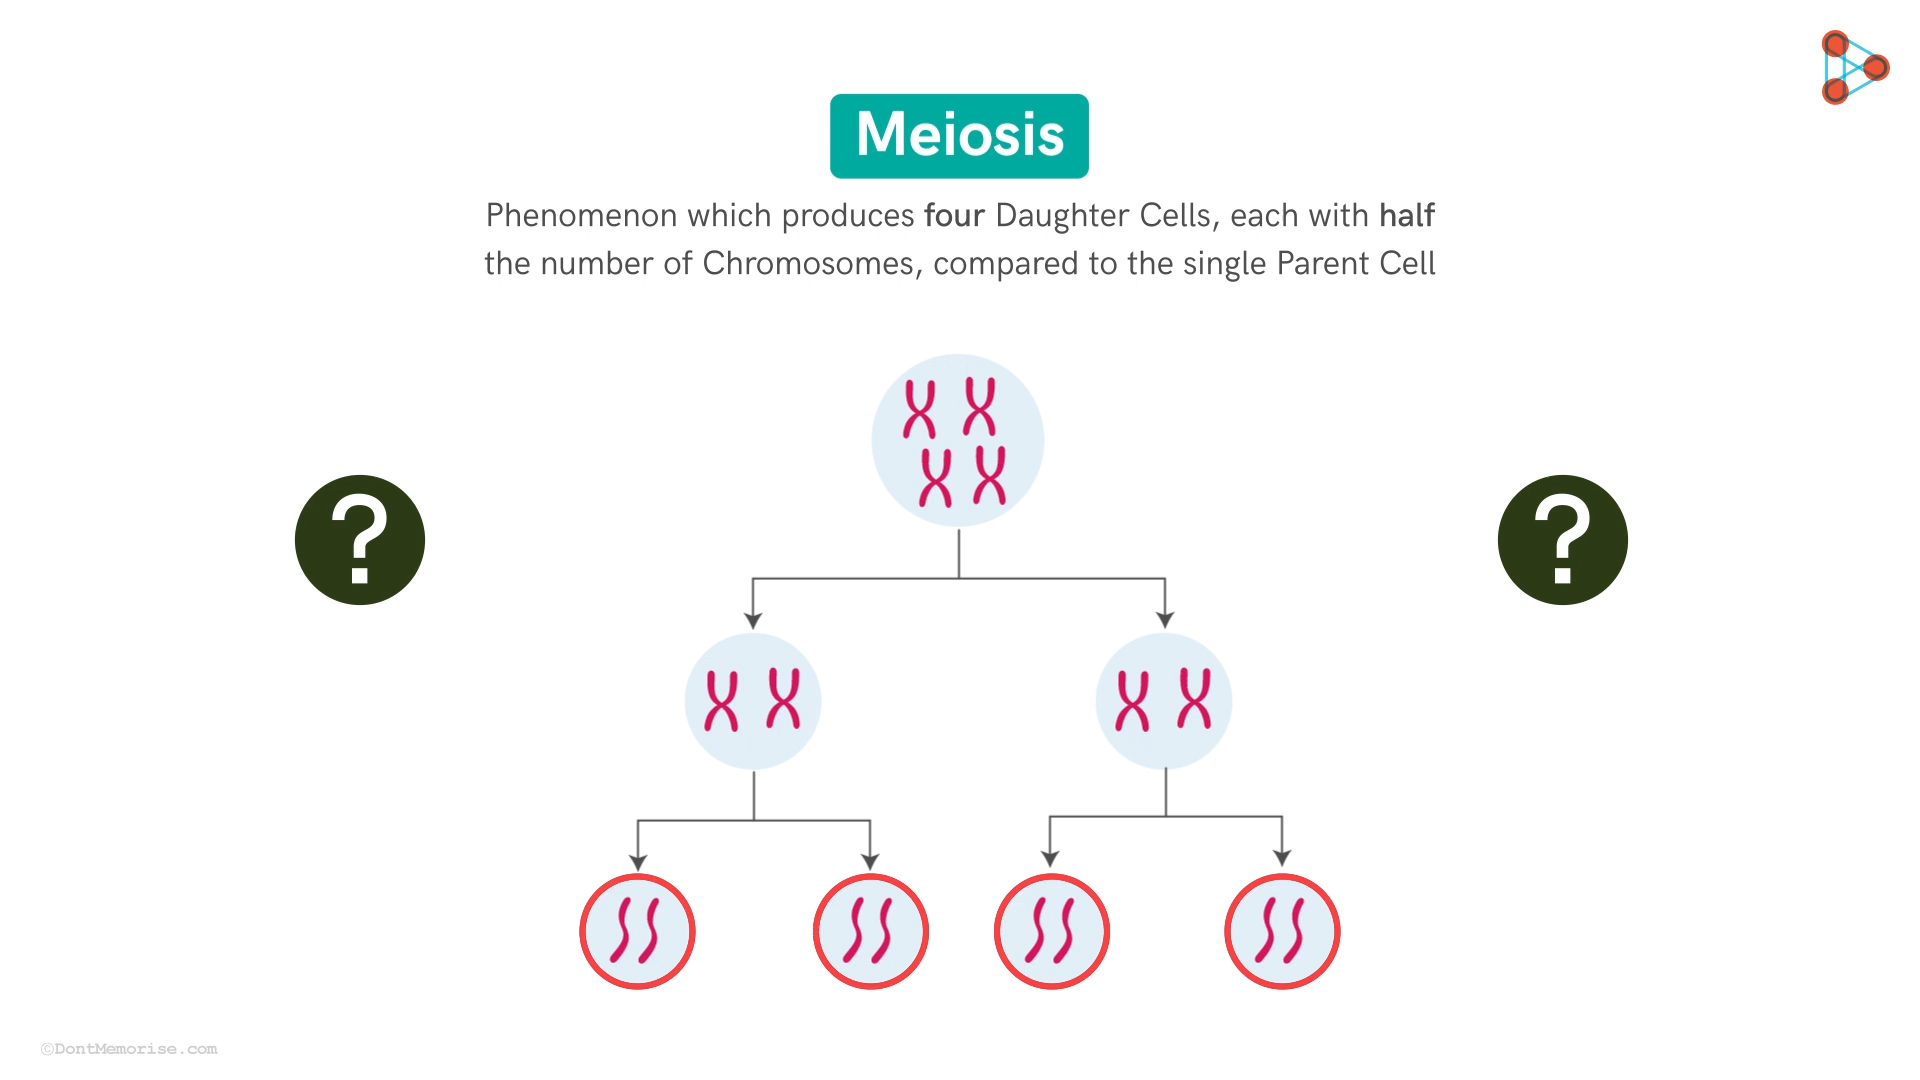 Meiosis
Phenomenon which produces four Daughter Cells, each with half
the number of Chromosomes, compared to the single Parent Cell
?
?
©DontMemorise.com